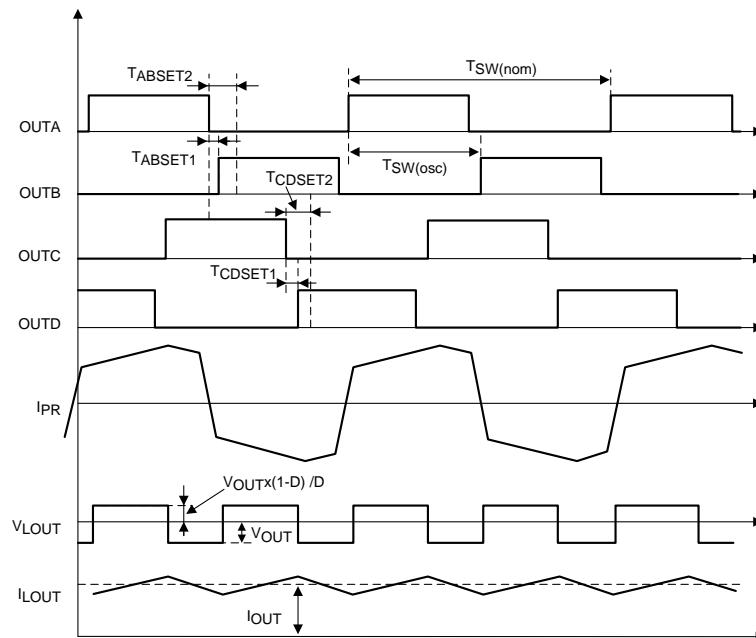 TABSET2
TSW(nom)
OUTA
TABSET1
TSW(osc)
OUTB
TCDSET2
OUTC
TCDSET1
OUTD
IPR
VOUTx(1-D) /D
VLOUT
VOUT
ILOUT
IOUT